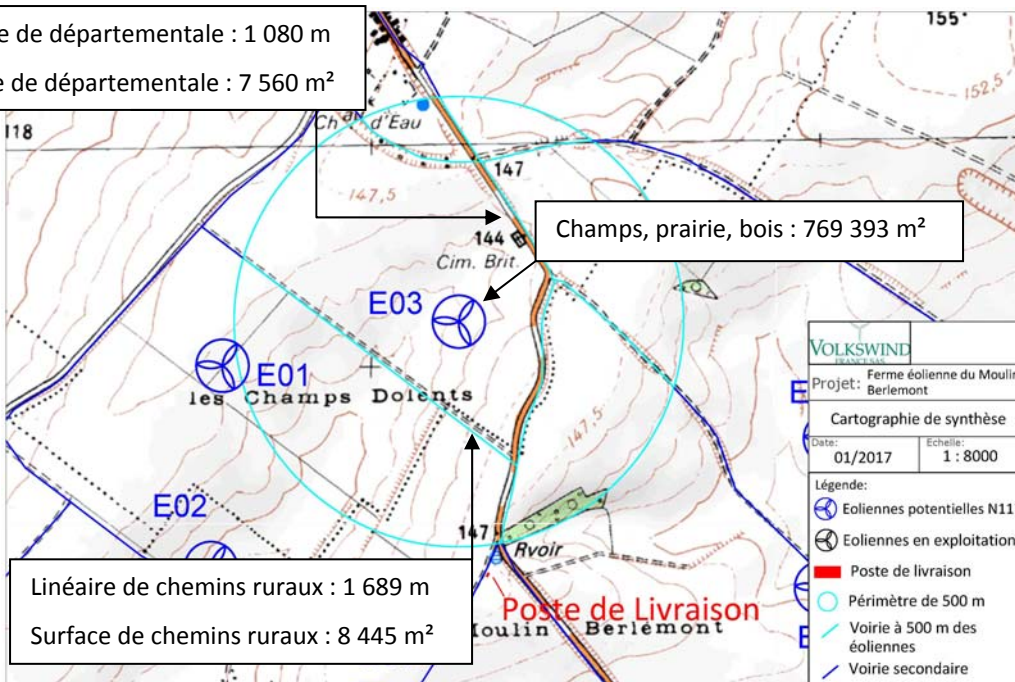 de départementale : 1 080 m
de départementale : 7 560 m²
155
152,5
118
Chau d'Eau
147
147,5
144
Cim. Brit.
Champs, prairie, bois : 769 393 m²
E03
E01
les Champs Dolents
147,5
E02
147
Rvoir
Poste de Livraison
Moulin Berlémont
Linéaire de chemins ruraux : 1 689 m
Surface de chemins ruraux : 8 445 m²
VOLKSWIND
FRANCE SAS
Projet: Ferme éolienne du Moulin
Berlemont
Cartographie de synthèse
Date: 01/2017
Echelle: 1 : 8000
Légende:
Eoliennes potentielles N11
Eoliennes en exploitation
Poste de livraison
Périmètre de 500 m
Voirie à 500 m des
éoliennes
Voirie secondaire